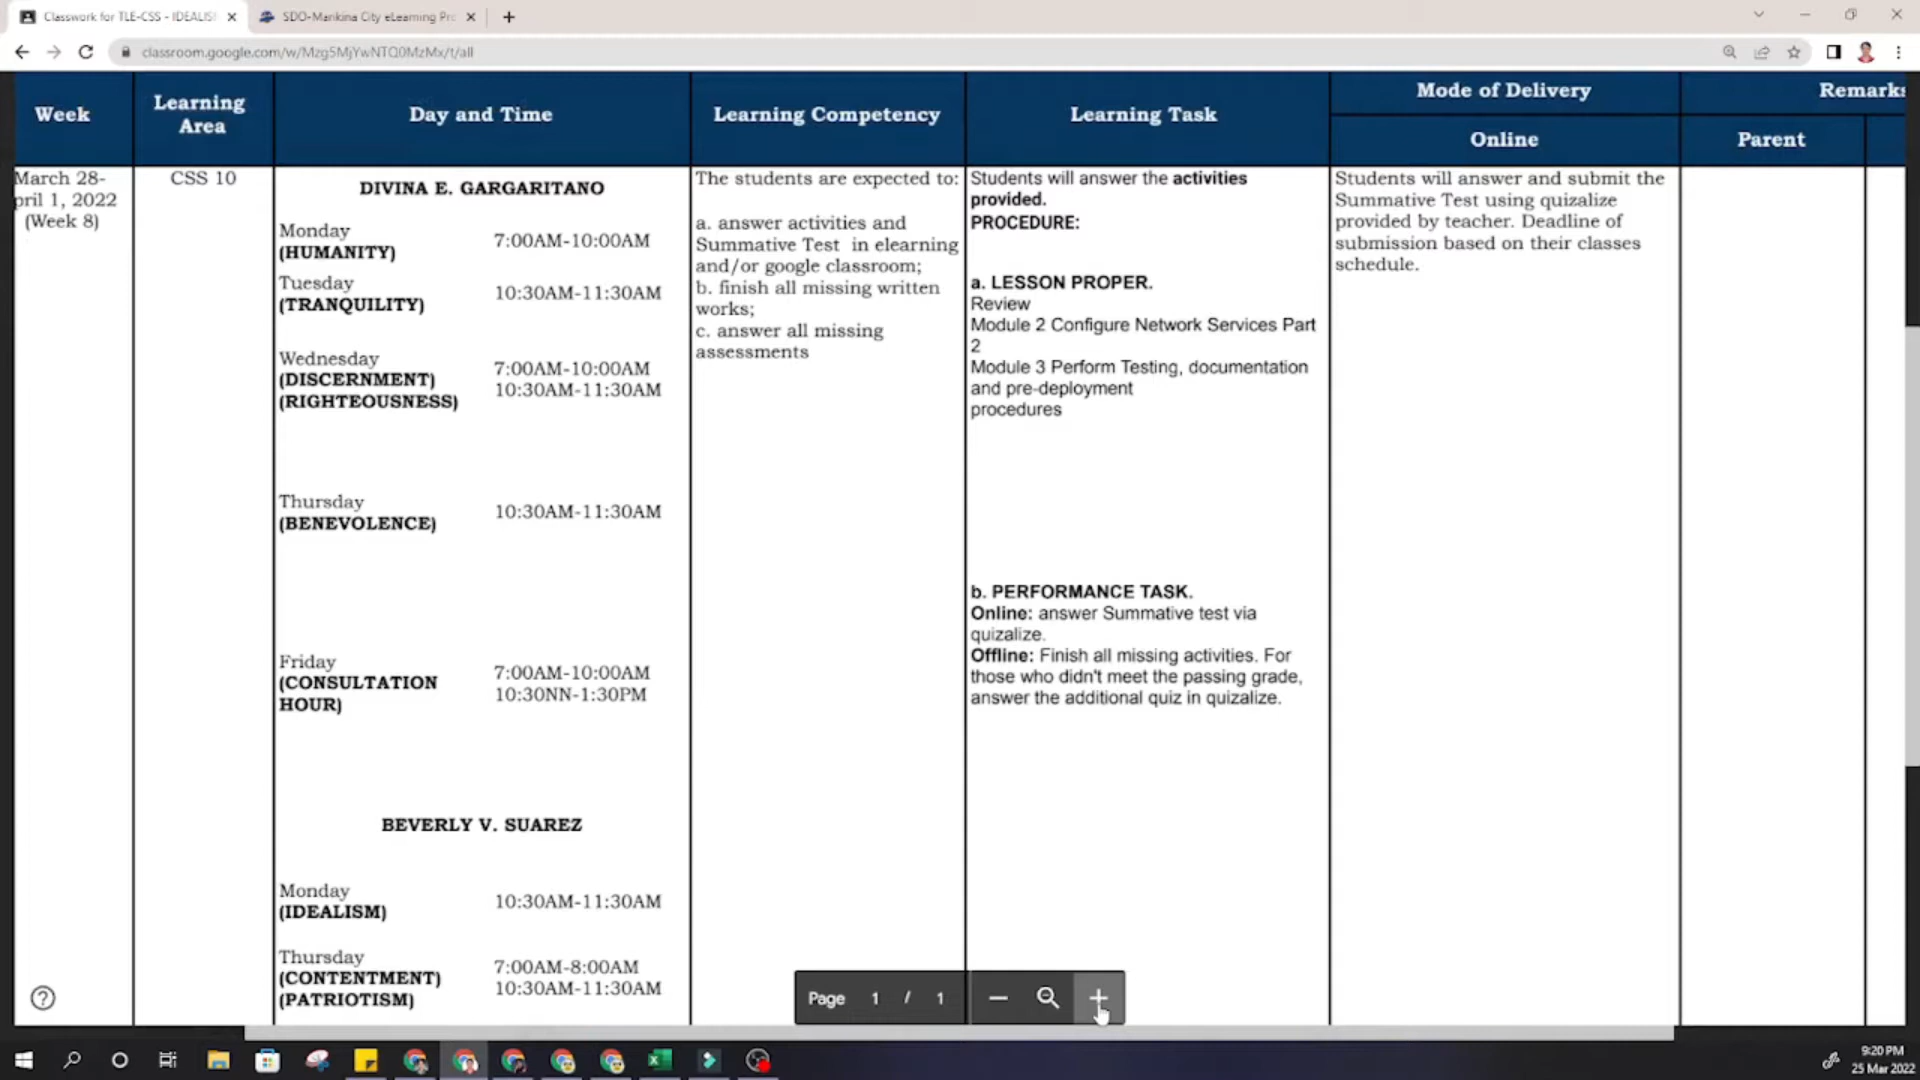 Classwork for TLE-CSS - IDEALIS
SDO-Marikina City eLearning Pr
classroom.google.com/w/Mzg5MjYwNTQ0MzMx/t/all
Week
Learning
Area
Day and Time
Learning Competency
Learning Task
Mode of Delivery
Online
Remarks
Parent
March 28-
pril 1, 2022
(Week 8)
CSS 10
DIVINA E. GARGARITANO
Monday
(HUMANITY)
7:00AM-10:00AM
Tuesday
(TRANQUILITY)
10:30AM-11:30AM
Wednesday
(DISCERNMENT)
(RIGHTEOUSNESS)
7:00AM-10:00AM
10:30AM-11:30AM
Thursday
(BENEVOLENCE)
10:30AM-11:30AM
Friday
(CONSULTATION
HOUR)
7:00AM-10:00AM
10:30NN-1:30PM
BEVERLY V. SUAREZ
Monday
(IDEALISM)
10:30AM-11:30AM
Thursday
(CONTENTMENT)
(PATRIOTISM)
7:00AM-8:00AM
10:30AM-11:30AM
The students are expected to:
a. answer activities and
Summative Test in elearning
and/or google classroom;
b. finish all missing written
works;
c. answer all missing
assessments
Students will answer the activities
provided.
PROCEDURE:
a. LESSON PROPER.
Review
Module 2 Configure Network Services Part
2
Module 3 Perform Testing, documentation
and pre-deployment
procedures
b. PERFORMANCE TASK.
Online: answer Summative test via
quizalize.
Offline: Finish all missing activities. For
those who didn't meet the passing grade,
answer the additional quiz in quizalize.
Students will answer and submit the
Summative Test using quizalize
provided by teacher. Deadline of
submission based on their classes
schedule.
Page 1 / 1
9:20 PM
25 Mar 2022